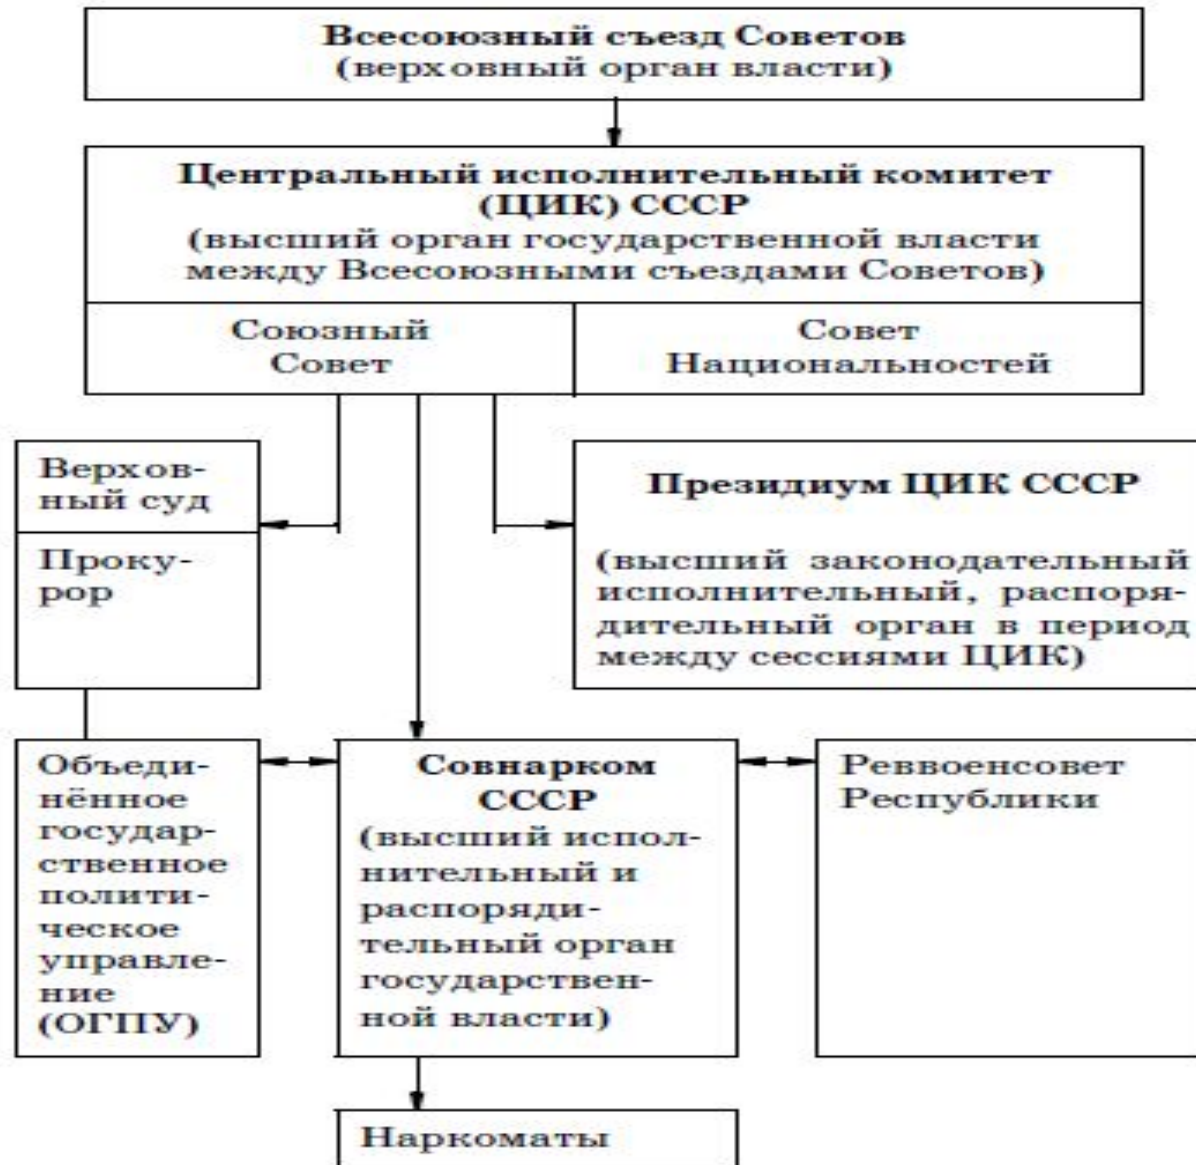 Всесоюзный съезд Советов
(верховный орган власти)
Центральный исполнительный комитет
(ЦИК) СССР
(высший орган государственной власти
между Всесоюзными съездами Советов)
Союзный
Совет
Совет
Национальностей
Верхов-
ный суд
Проку-
рор
Президиум ЦИК СССР
(высший законодательный
исполнительный, распоря-
дительный орган в период
между сессиями ЦИК)
Объеди-
нённое
государ-
ственное
полити-
ческое
управле-
ние
(ОГПУ)
Совнарком
СССР
(высший испол-
нительный и
распоряди-
тельный орган
государствен-
ной власти)
Реввоенсовет
Республики
Наркоматы